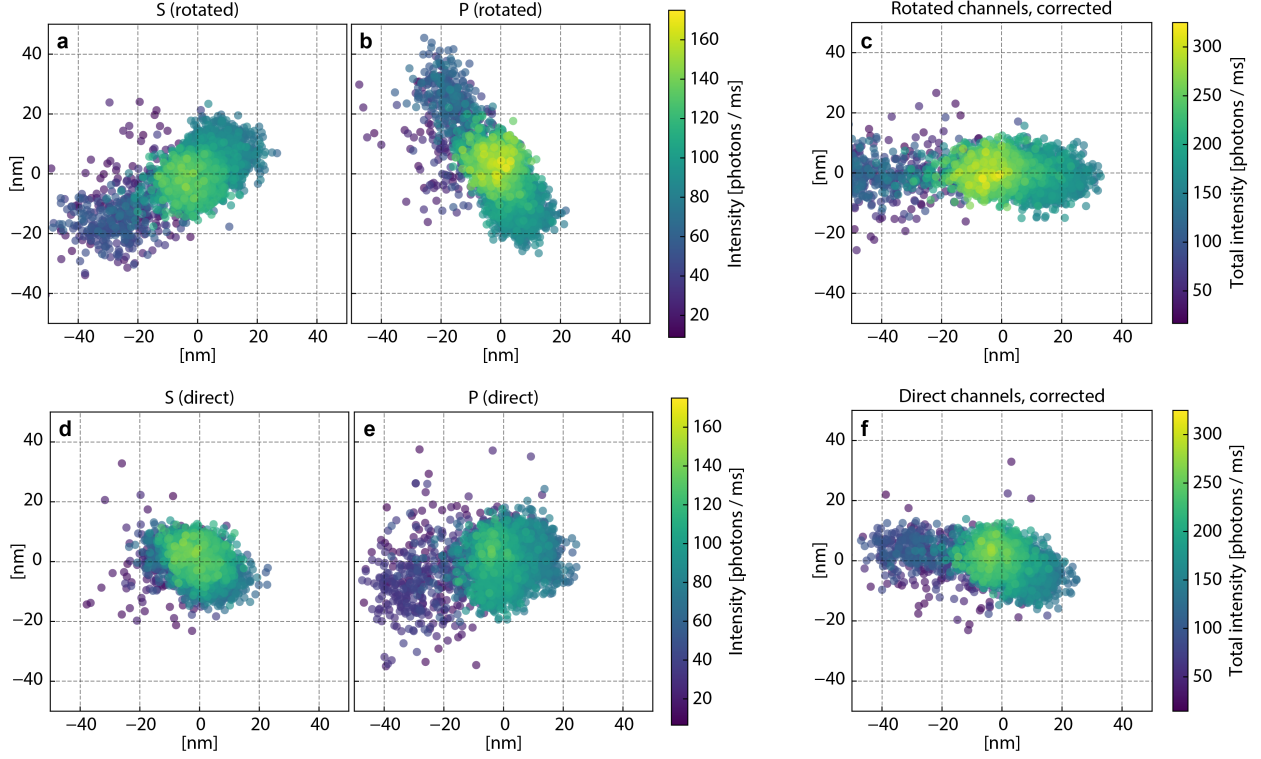 S (rotated)
P (rotated)
Rotated channels, corrected
a
b
c
40
20
0
−20
−40
[nm]
−40 −20 0 20 40
[nm]
−40 −20 0 20 40
[nm]
160
140
120
100
80
60
40
20
Intensity [photons / ms]
40
20
0
−20
−40
[nm]
−40 −20 0 20 40
[nm]
300
250
200
150
100
50
Total intensity [photons / ms]
S (direct)
P (direct)
Direct channels, corrected
d
e
f
40
20
0
−20
−40
[nm]
−40 −20 0 20 40
[nm]
−40 −20 0 20 40
[nm]
160
140
120
100
80
60
40
20
Intensity [photons / ms]
40
20
0
−20
−40
[nm]
−40 −20 0 20 40
[nm]
300
250
200
150
100
50
Total intensity [photons / ms]